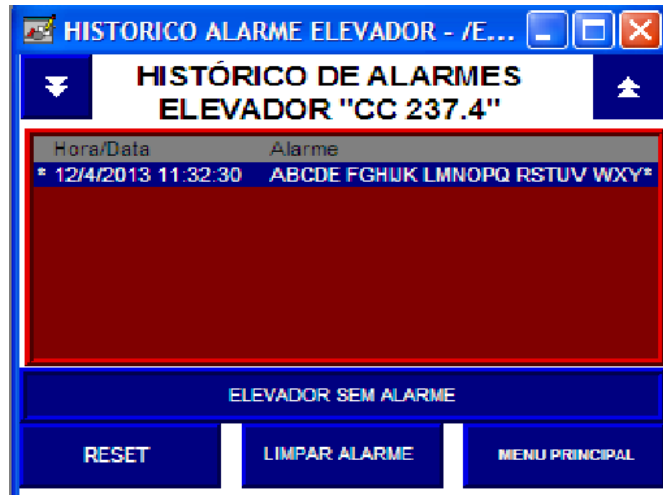 HISTORICO ALARME ELEVADOR - /E...
HISTÓRICO DE ALARMES
ELEVADOR "CC 237.4"
Hora/Data Alarme
* 12/4/2013 11:32:30 ABCDE FGHIJK LMNOPQ RSTUV WXY*
ELEVADOR SEM ALARME
RESET LIMPAR ALARME MENU PRINCIPAL